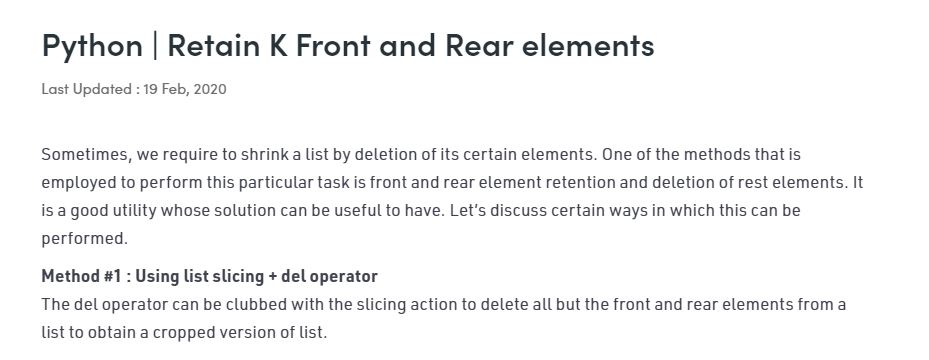 Python | Retain K Front and Rear elements
Last Updated : 19 Feb, 2020
Sometimes, we require to shrink a list by deletion of its certain elements. One of the methods that is
employed to perform this particular task is front and rear element retention and deletion of rest elements. It
is a good utility whose solution can be useful to have. Let’s discuss certain ways in which this can be
performed.
Method #1 : Using list slicing + del operator
The del operator can be clubbed with the slicing action to delete all but the front and rear elements from a
list to obtain a cropped version of list.